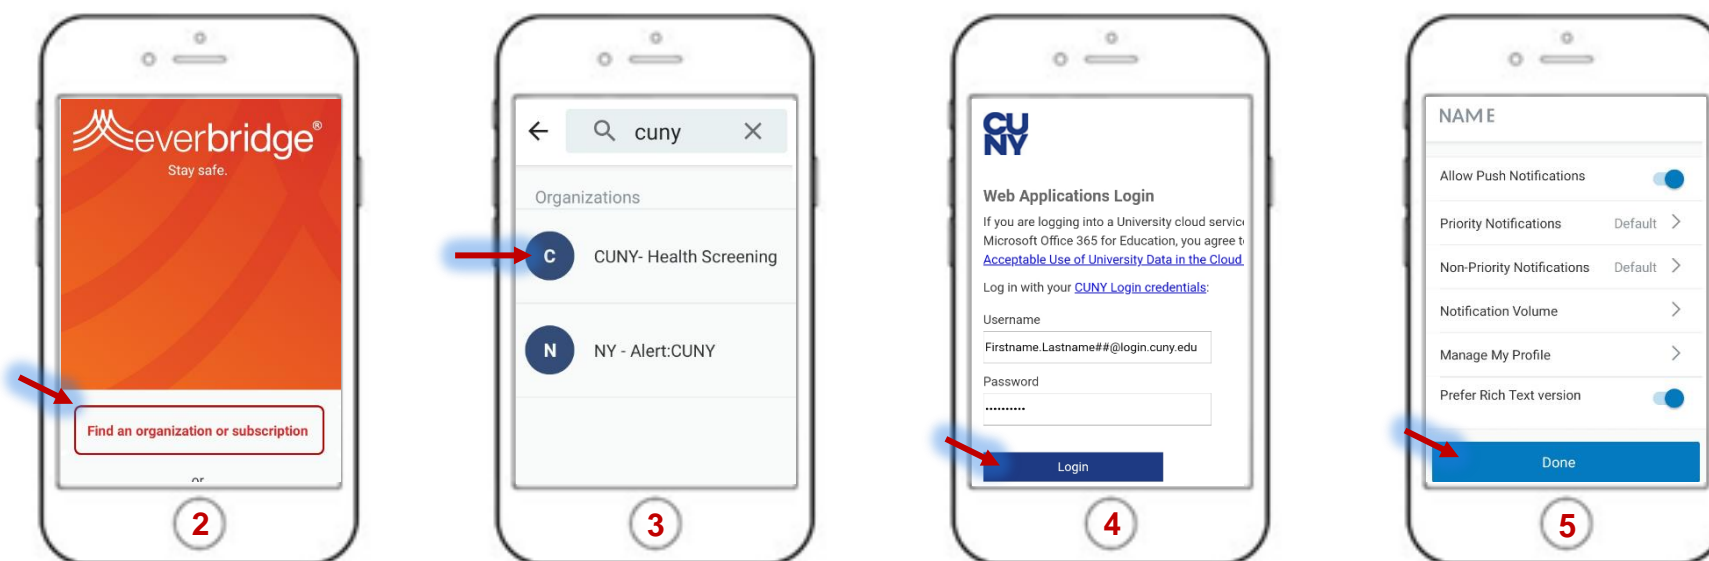 everbridge®
Stay safe.
Find an organization or subscription
or
2
cuny
Organizations
C CUNY- Health Screening
N NY - Alert:CUNY
3
CU
NY
Web Applications Login
If you are logging into a University cloud service
Microsoft Office 365 for Education, you agree t
Acceptable Use of University Data in the Cloud
Log in with your CUNY Login credentials:
Username
Firstname.Lastname##@login.cuny.edu
Password
••••••••••
Login
4
NAME
Allow Push Notifications
Priority Notifications Default
Non-Priority Notifications Default
Notification Volume
Manage My Profile
Prefer Rich Text version
Done
5